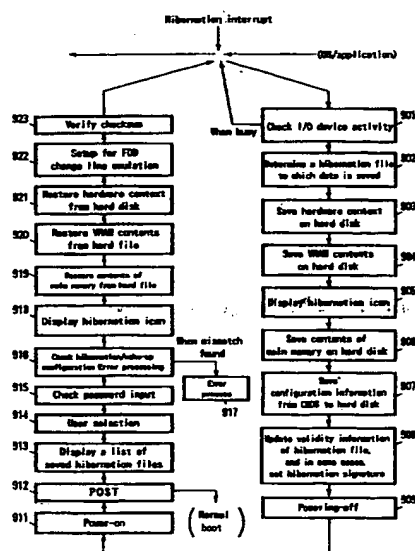 Hibernation interrupt
(OS/application)
923
Verify checksum
922
Setup for FDD
change line emulation
921
Restore hardware context
from hard disk
920
Restore VRAM contents
from hard file
919
Restore contents of
main memory from hard file
918
Display hibernation icon
916
Check hibernation/wake-up
configuration Error processing
When mismatch
found
Error
process
917
915
Check password input
914
User selection
913
Display a list of
saved hibernation files
912
POST
(Normal
boot)
911
Power-on
When busy
901
Check I/O device activity
902
Determine a hibernation file
to which data is saved
903
Save hardware context
on hard disk
904
Save VRAM contents
on hard disk
905
Display hibernation icon
906
Save contents of
main memory on hard disk
907
Save
configuration information
from CMOS to hard disk
908
Update validity information
of hibernation file,
and in some cases,
set hibernation signature
909
Powering-off